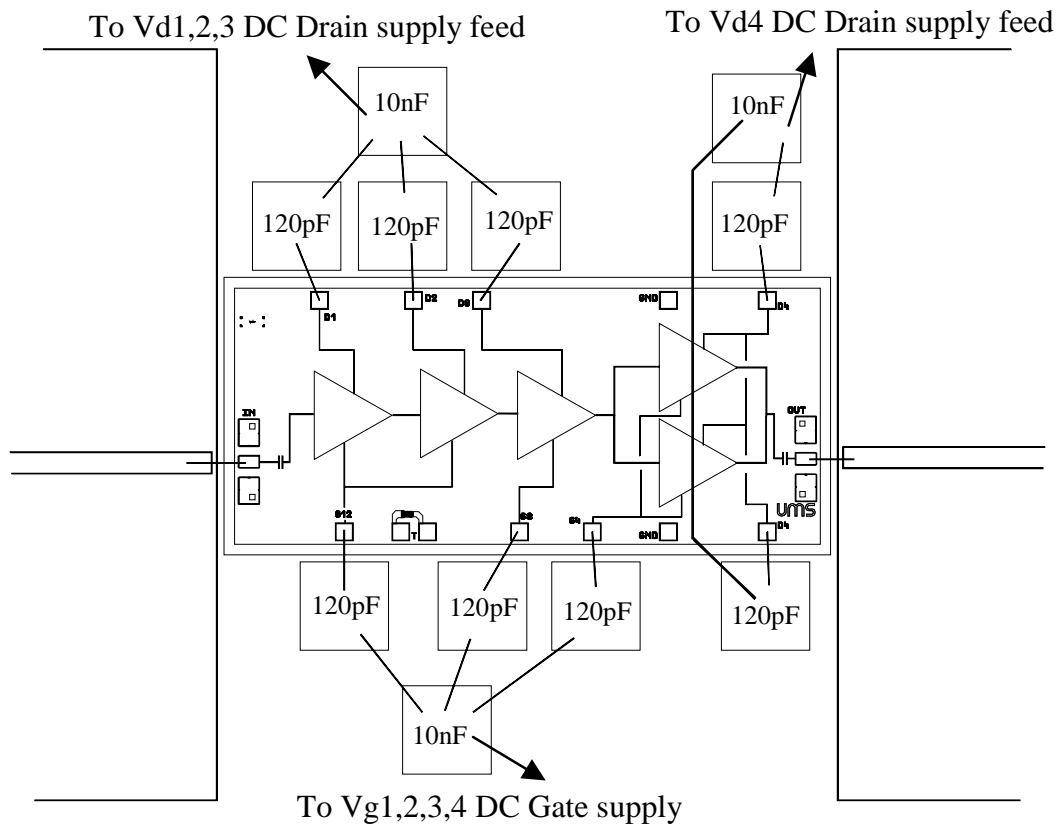 To Vd1,2,3 DC Drain supply feed
To Vd4 DC Drain supply feed
10nF
10nF
120pF
120pF
120pF
120pF
D1
D2
D3
GND
D4
IN
OUT
G12
T
G3
G4
GND
D4
ums
120pF
120pF
120pF
120pF
10nF
To Vg1,2,3,4 DC Gate supply